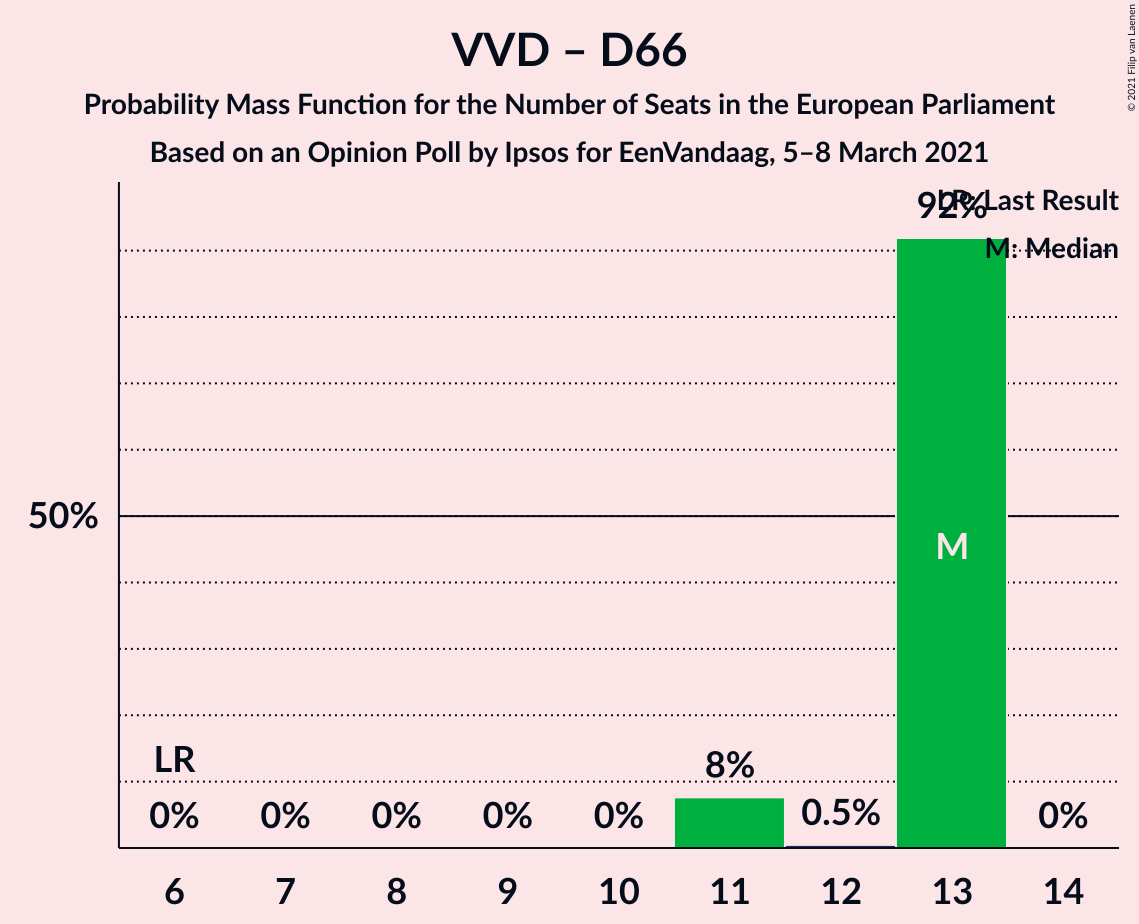 VVD – D66
Probability Mass Function for the Number of Seats in the European Parliament
Based on an Opinion Poll by Ipsos for EenVandaag, 5–8 March 2021
© 2021 Filip van Laenen
LR: Last Result
M: Median
92%
50%
M
LR
8%
0% 0% 0% 0% 0% 0.5% 0%
6 7 8 9 10 11 12 13 14